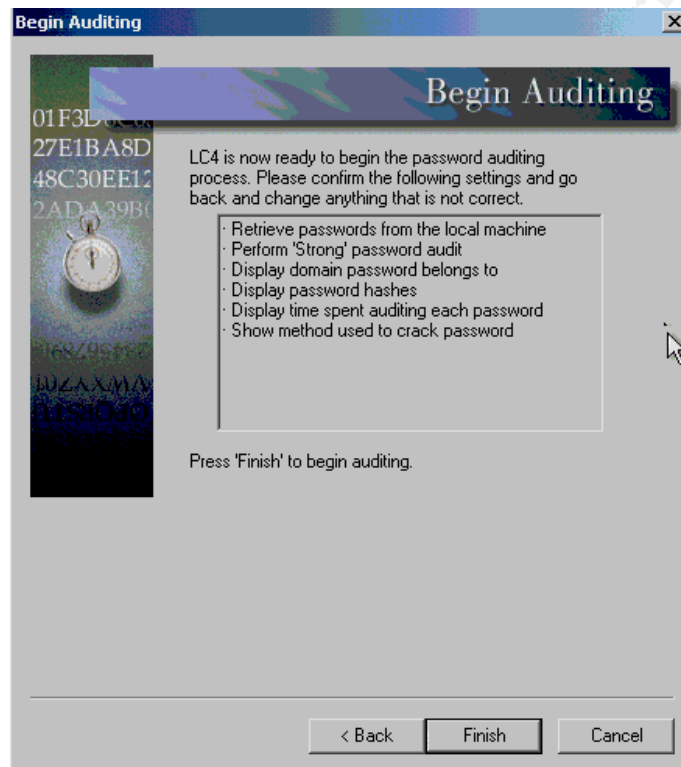 Begin Auditing
Begin Auditing
01F3D
27E1BA8D
48C30EE12
2ADA39B
LC4 is now ready to begin the password auditing
process. Please confirm the following settings and go
back and change anything that is not correct.
· Retrieve passwords from the local machine
· Perform 'Strong' password audit
· Display domain password belongs to
· Display password hashes
· Display time spent auditing each password
· Show method used to crack password
Press 'Finish' to begin auditing.
< Back
Finish
Cancel